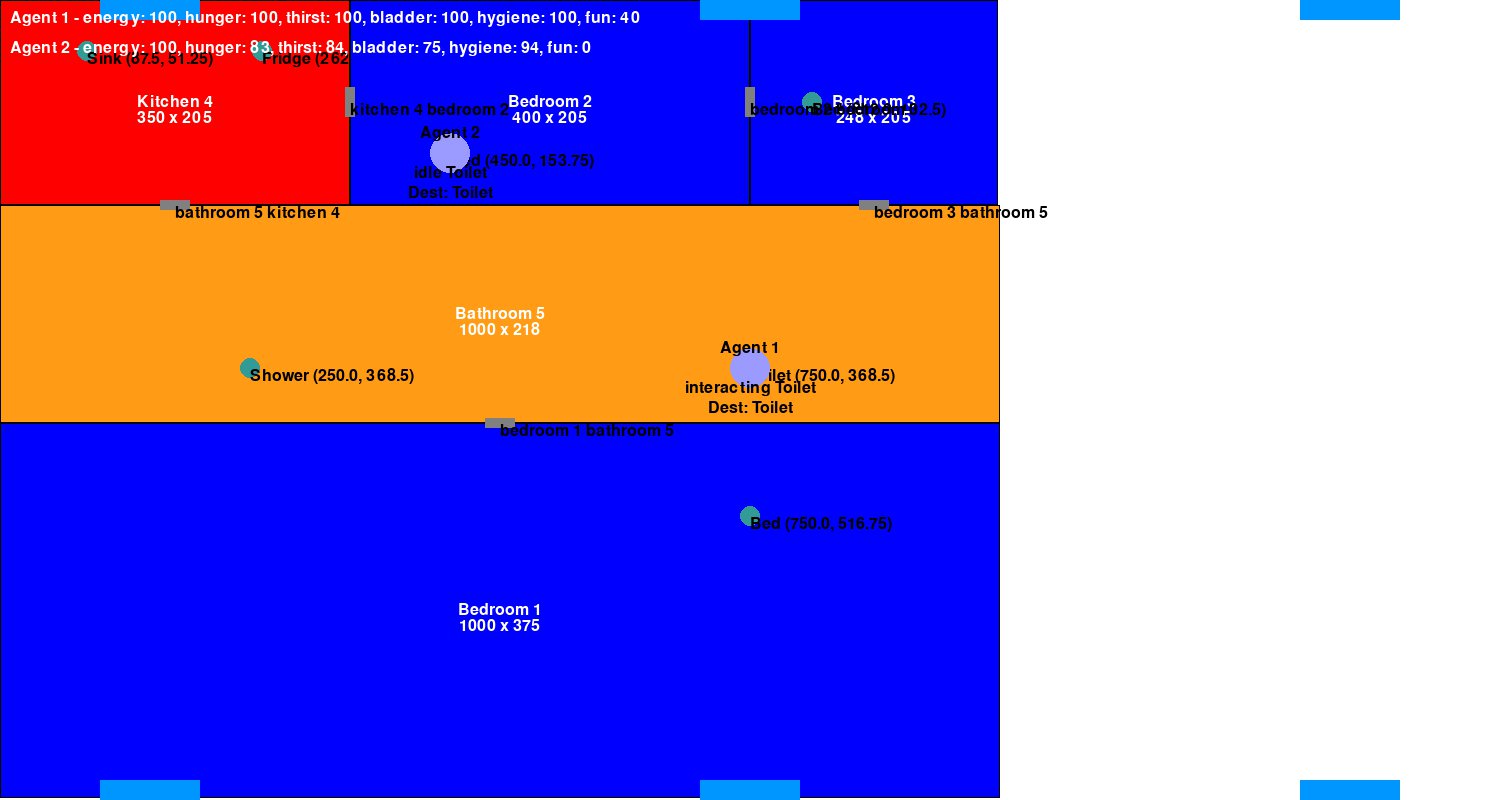 Agent 1 - energy: 100, hunger: 100, thirst: 100, bladder: 100, hygiene: 100, fun: 40
Agent 2 - energy: 100, hunger: 83, thirst: 84, bladder: 75, hygiene: 94, fun: 0
Sink (87.5, 51.25)
Fridge (262
Kitchen 4
350 x 205
kitchen 4 bedroom 2
Bedroom 2
400 x 205
Bedroom 3
248 x 205
Agent 2
(450.0, 153.75)
idle Toilet
Dest: Toilet
bathroom 5 kitchen 4
bedroom 3 bathroom 5
Bathroom 5
1000 x 218
Agent 1
Shower (250.0, 368.5)
(750.0, 368.5)
interacting Toilet
Dest: Toilet
bedroom 1 bathroom 5
Bed (750.0, 516.75)
Bedroom 1
1000 x 375